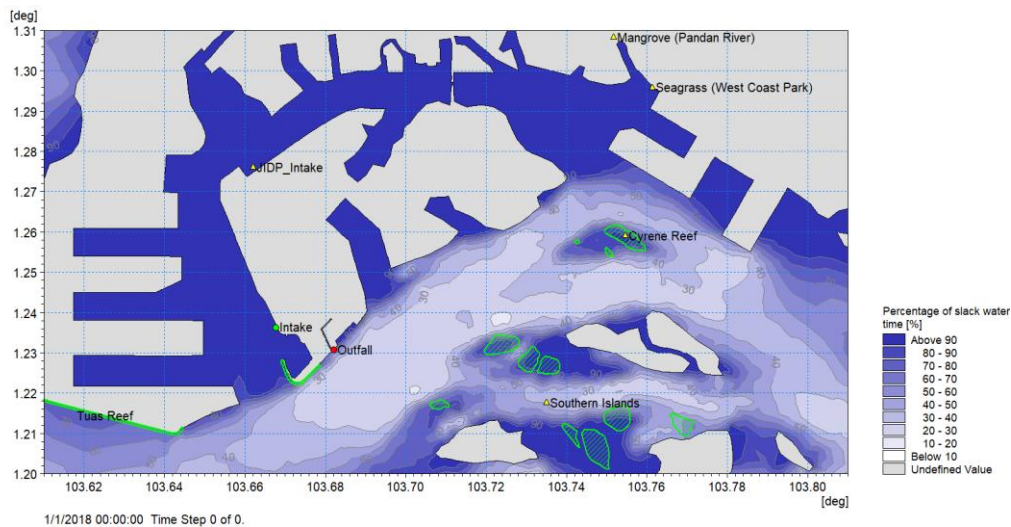 [deg]
1.31
1.30
1.29
1.28
1.27
1.26
1.25
1.24
1.23
1.22
1.21
1.20
Mangrove (Pandan River)
Seagrass (West Coast Park)
JIDP_Intake
Cyrene Reef
Intake
Outfall
Southern Islands
Tuas Reef
103.62
103.64
103.66
103.68
103.70
103.72
103.74
103.76
103.78
103.80
[deg]
Percentage of slack water
time [%]
Above 90
80 - 90
70 - 80
60 - 70
50 - 60
40 - 50
30 - 40
20 - 30
10 - 20
Below 10
Undefined Value
1/1/2018 00:00:00 Time Step 0 of 0.